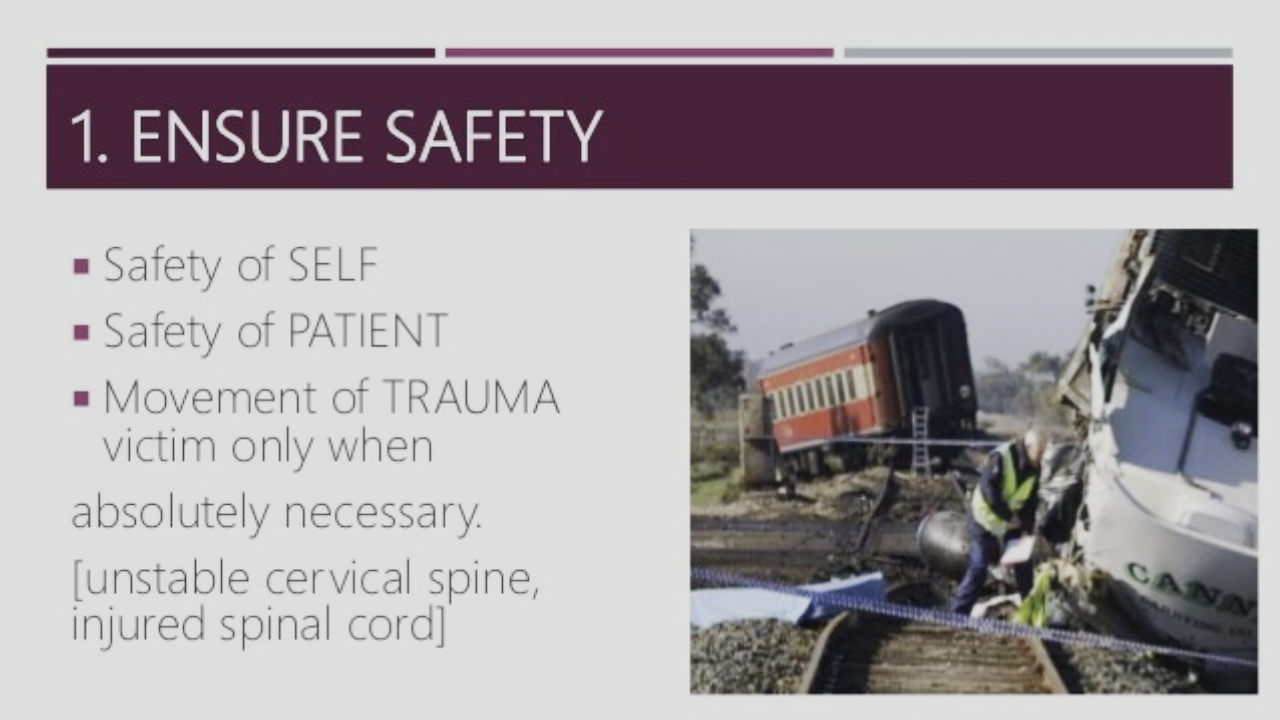 1. ENSURE SAFETY
▪ Safety of SELF
▪ Safety of PATIENT
▪ Movement of TRAUMA
victim only when
absolutely necessary.
[unstable cervical spine,
injured spinal cord]
CANN